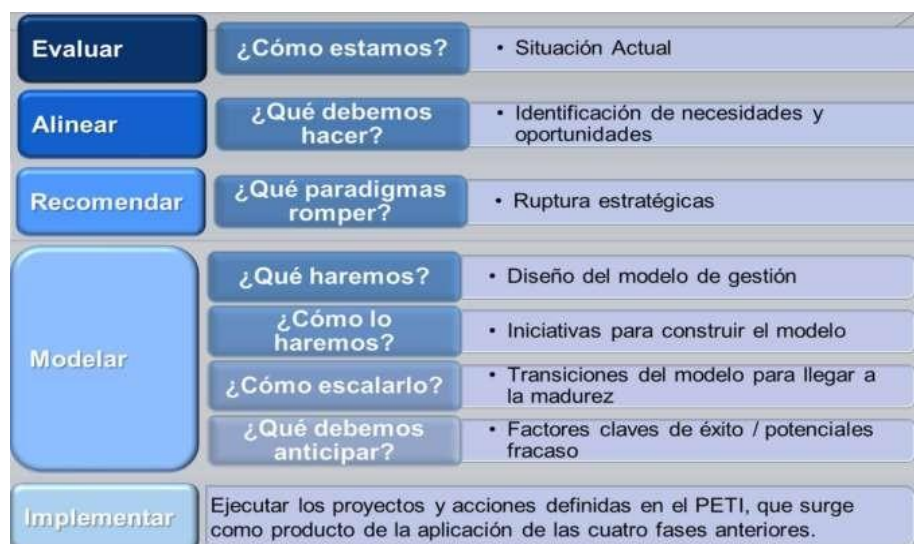 Evaluar
¿Cómo estamos?
• Situación Actual
Alinear
¿Qué debemos
hacer?
• Identificación de necesidades y
oportunidades
Recomendar
¿Qué paradigmas
romper?
• Ruptura estratégicas
Modelar
¿Qué haremos?
• Diseño del modelo de gestión
¿Cómo lo
haremos?
• Iniciativas para construir el modelo
¿Cómo escalarlo?
• Transiciones del modelo para llegar a
la madurez
¿Qué debemos
anticipar?
• Factores claves de éxito / potenciales
fracaso
Implementar
Ejecutar los proyectos y acciones definidas en el PETI, que surge
como producto de la aplicación de las cuatro fases anteriores.